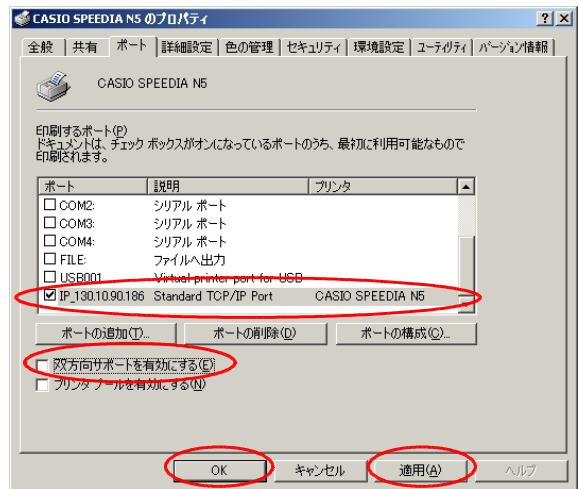 CASIO SPEEDIA N5 のプロパティ
全般 共有 ポート 詳細設定 色の管理 セキュリティ 環境設定 ユーティリティ バージョン情報
CASIO SPEEDIA N5
印刷するポート(P)
ドキュメントは、チェック ボックスがオンになっているポートのうち、最初に利用可能なもので
印刷されます。
ポート 説明 プリンタ
COM2: シリアル ポート
COM3: シリアル ポート
COM4: シリアル ポート
FILE: ファイルへ出力
USB001 Virtual printer port for USB
IP_130.10.90.186 Standard TCP/IP Port CASIO SPEEDIA N5
ポートの追加(T)... ポートの削除(D) ポートの構成(C)...
双方向サポートを有効にする(E)
プリンタ プールを有効にする(N)
OK キャンセル 適用(A) ヘルプ